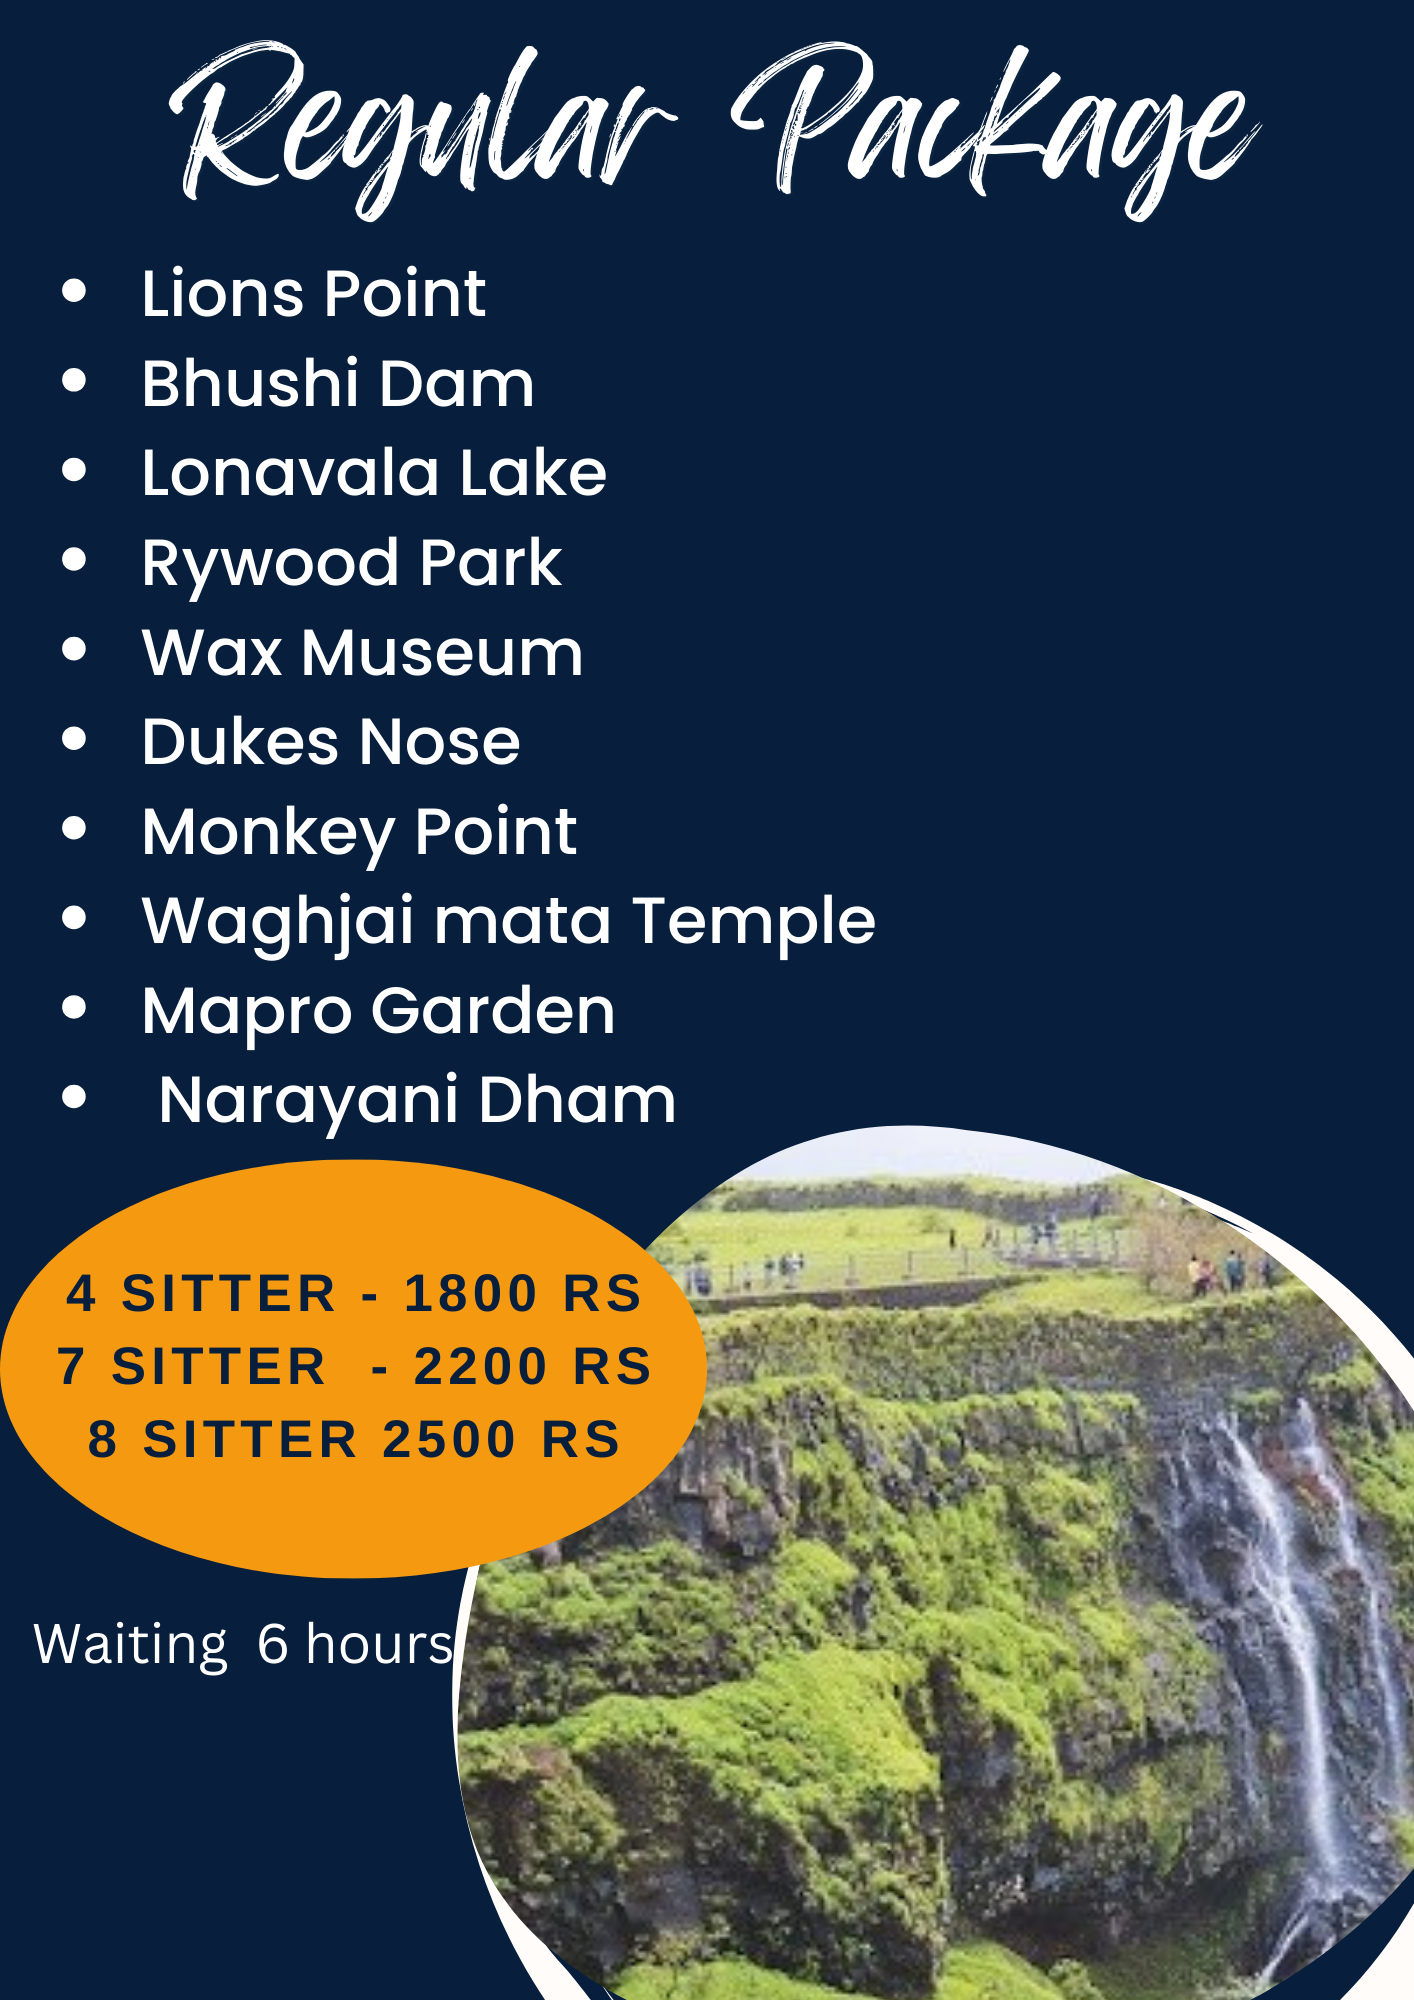 Regular Package
• Lions Point
• Bhushi Dam
• Lonavala Lake
• Rywood Park
• Wax Museum
• Dukes Nose
• Monkey Point
• Waghjai mata Temple
• Mapro Garden
• Narayani Dham
4 SITTER - 1800 RS
7 SITTER - 2200 RS
8 SITTER 2500 RS
Waiting 6 hours